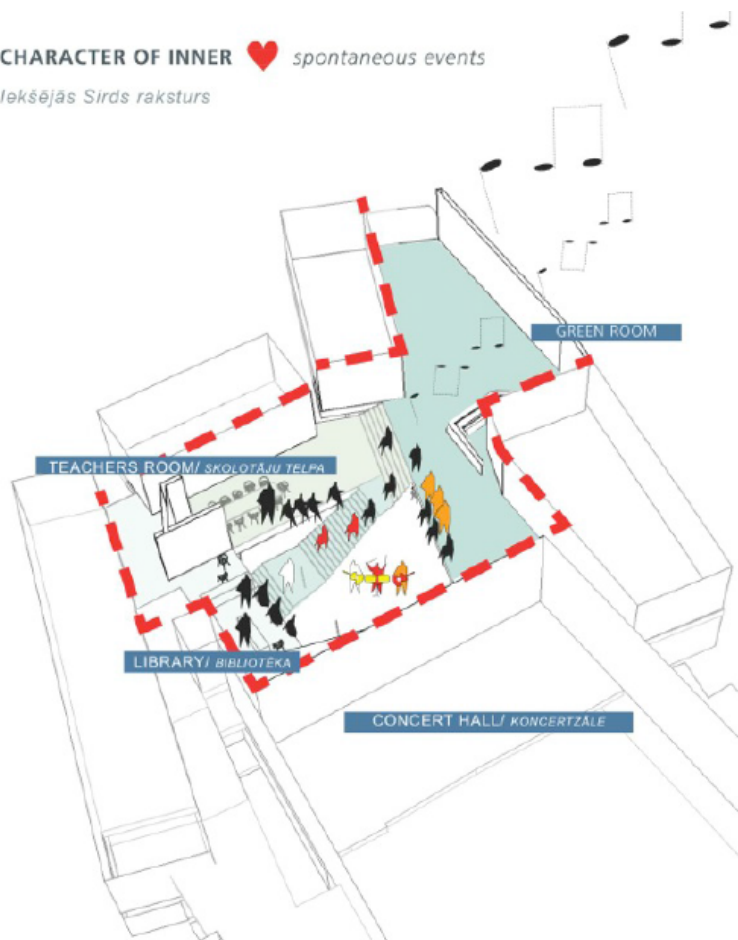 CHARACTER OF INNER ♥ spontaneous events
Iekšējās Sirds raksturs
GREEN ROOM
TEACHERS ROOM/ SKOLOTĀJU TELPA
LIBRARY/ BIBLIOTĒKA
CONCERT HALL/ KONCERTZĀLE